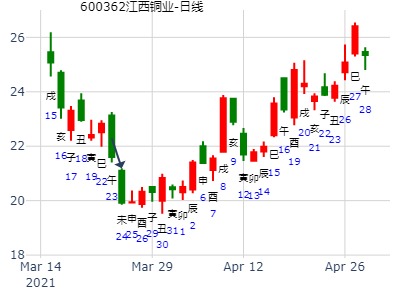 600362江西铜业-日线
26
24
22
20
18
Mar 14
2021
Mar 29
Apr 12
Apr 26
戌 15
亥 16
子 17
丑 18
寅 19
巳 22
午 23
未 24
申 25
酉 26
子 29
丑 30
寅 31
卯 1
辰 2
申 6
酉 7
戌 8
亥 9
寅 12
卯 13
辰 14
巳 15
午 16
酉 19
戌 20
亥 21
子 22
丑 23
辰 26
巳 27
午 28